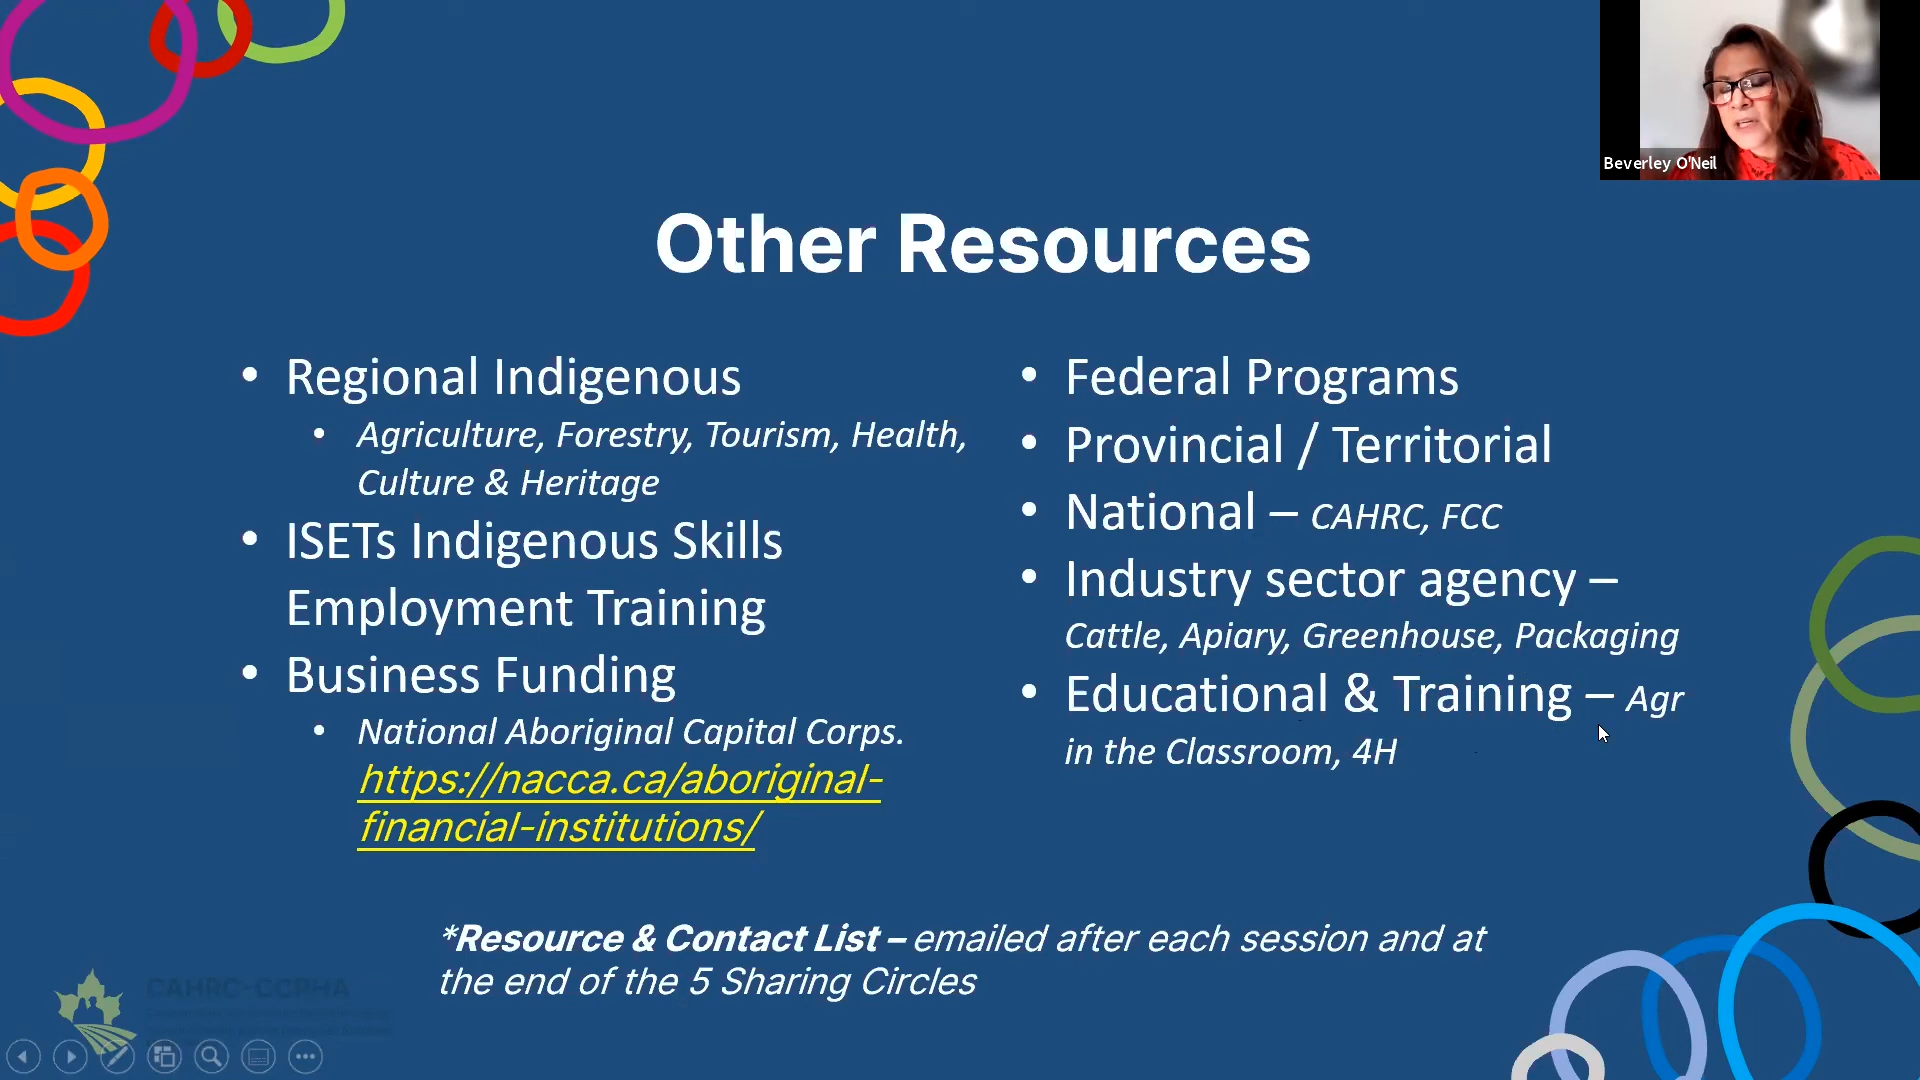 Beverley O'Neil
Other Resources
• Regional Indigenous
• Agriculture, Forestry, Tourism, Health,
Culture & Heritage
• ISETs Indigenous Skills
Employment Training
• Business Funding
• National Aboriginal Capital Corps.
https://nacca.ca/aboriginal-
financial-institutions/
• Federal Programs
• Provincial / Territorial
• National – CAHRC, FCC
• Industry sector agency –
Cattle, Apiary, Greenhouse, Packaging
• Educational & Training – Agr
in the Classroom, 4H
*Resource & Contact List – emailed after each session and at
the end of the 5 Sharing Circles
CAHRC-CCRHA